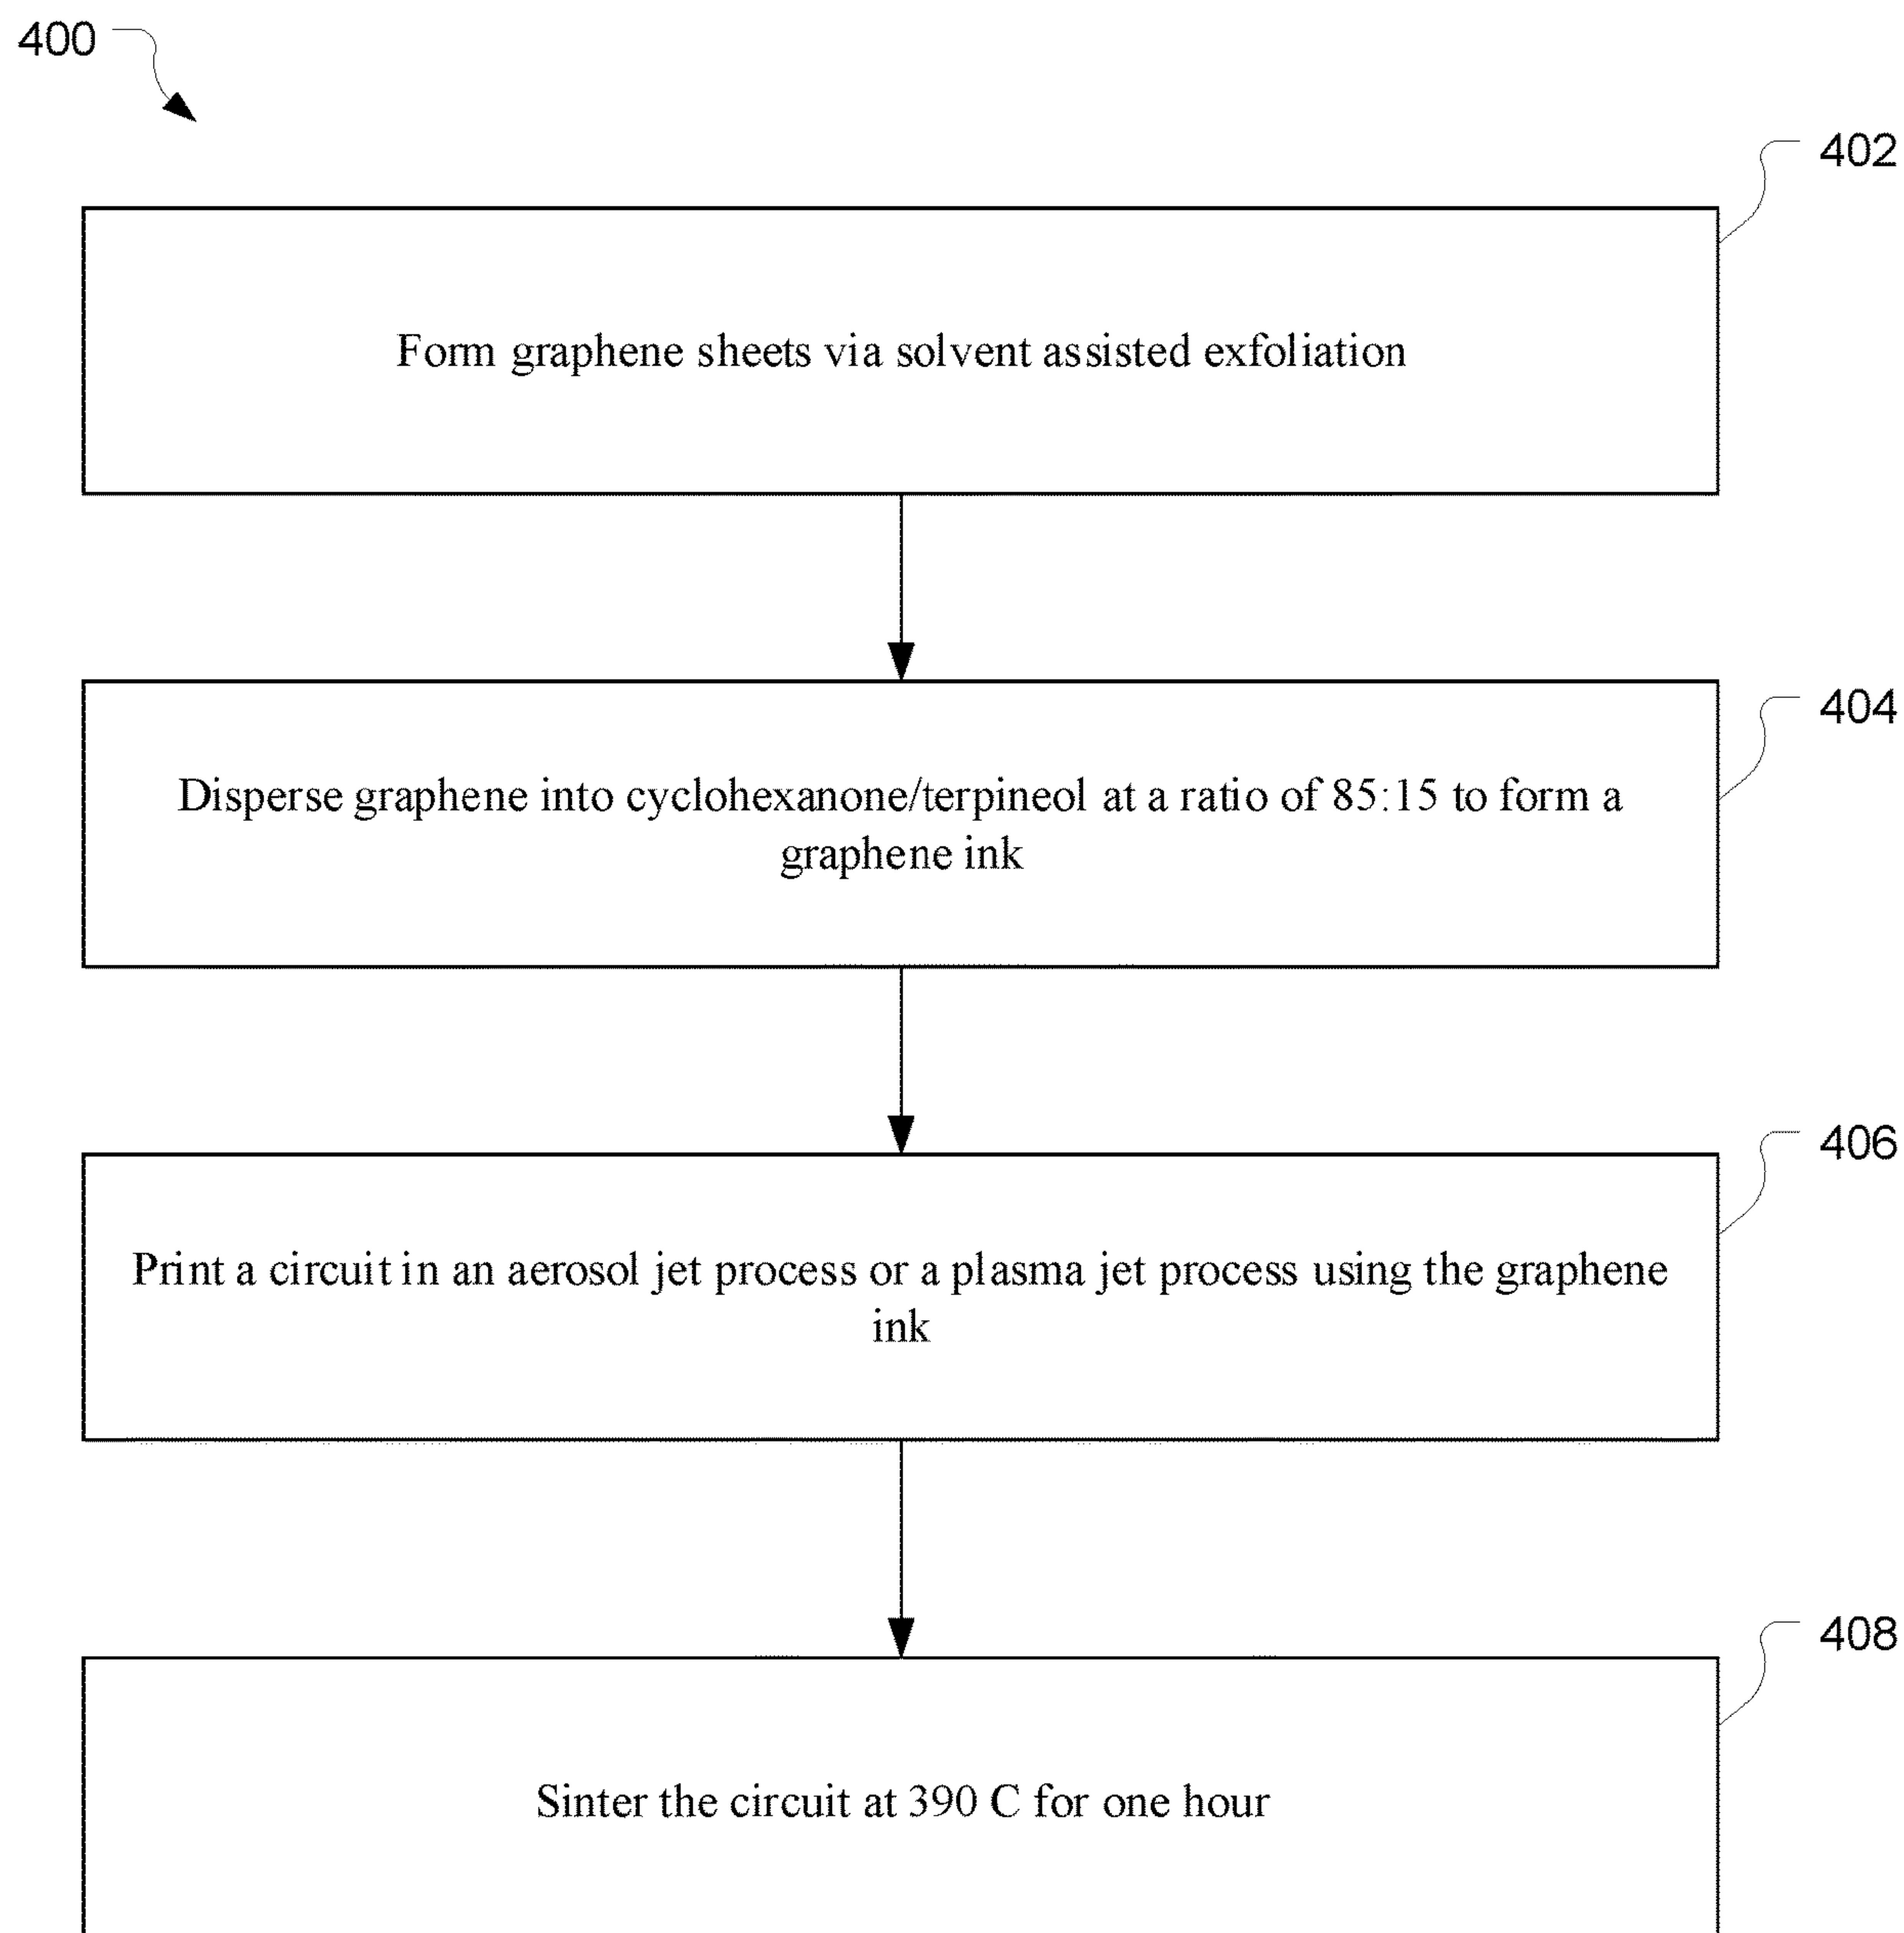 400
402
Form graphene sheets via solvent assisted exfoliation
404
Disperse graphene into cyclohexanone/terpineol at a ratio of 85:15 to form a
graphene ink
406
Print a circuit in an aerosol jet process or a plasma jet process using the graphene
ink
408
Sinter the circuit at 390 C for one hour